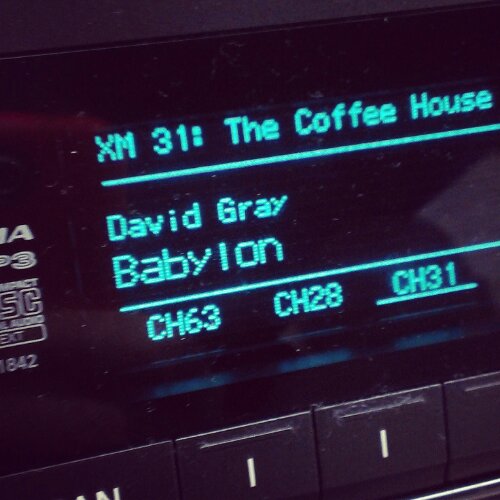 XM 31: The Coffee House
David Gray
Babylon
CH63 CH28 CH31